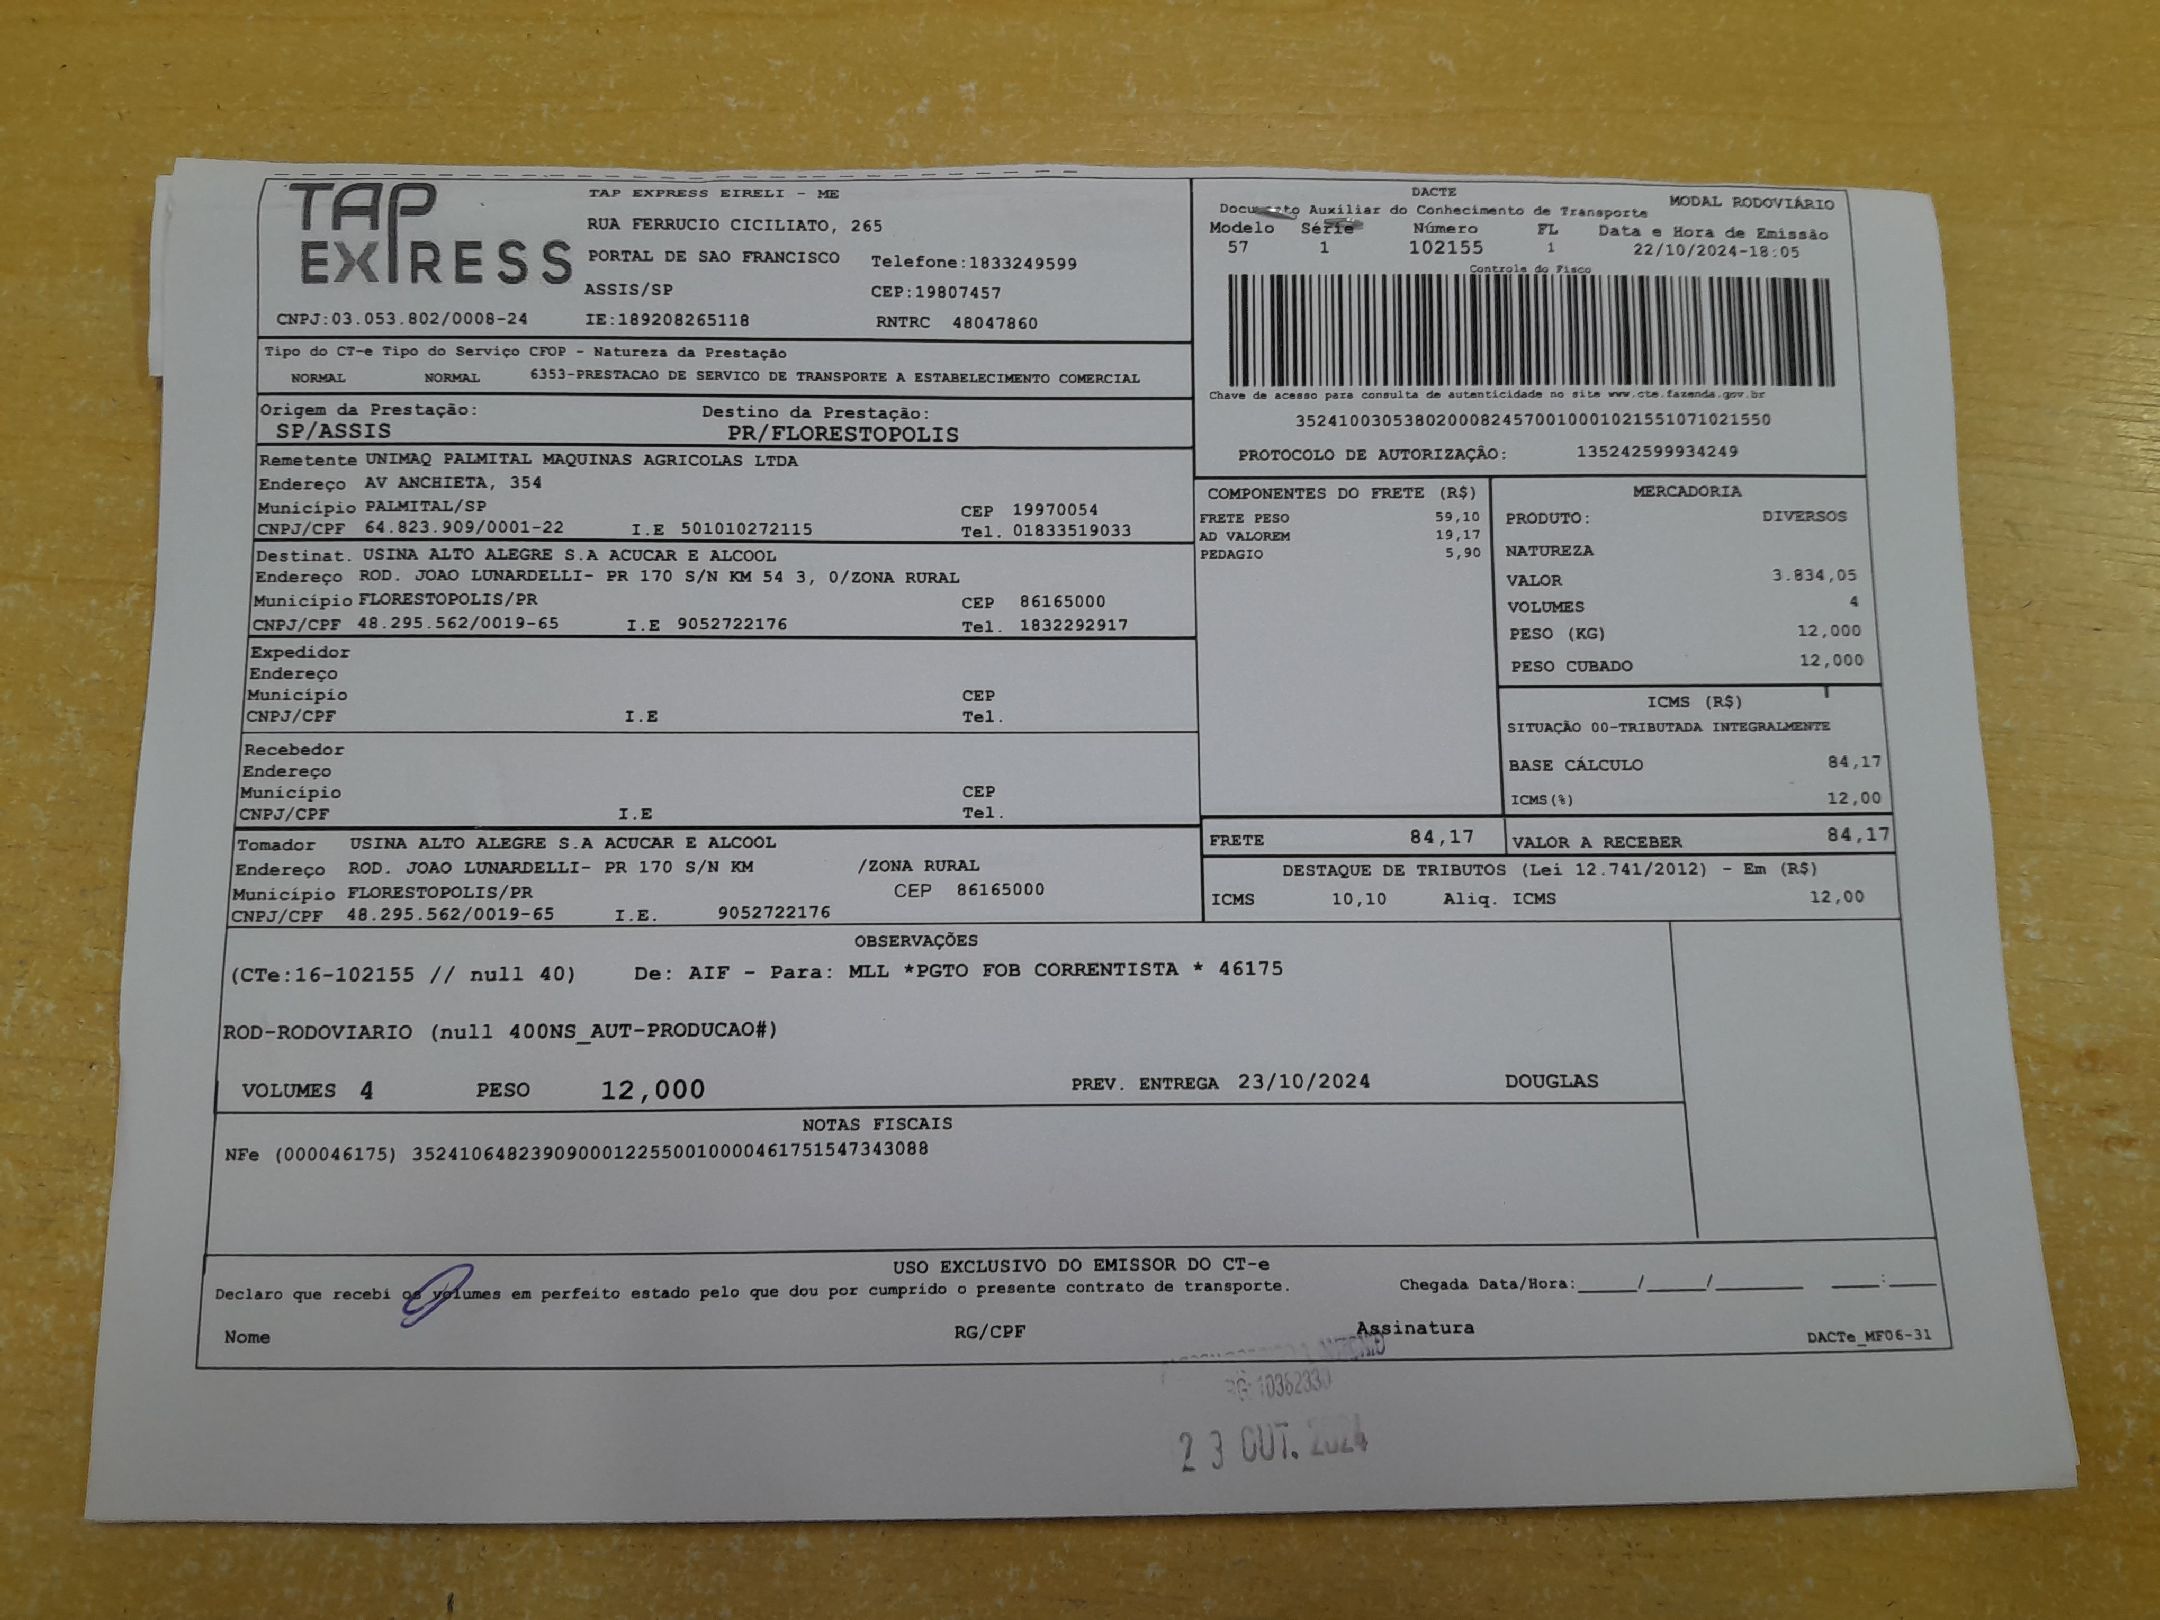 TAP
EXPRESS
TAP EXPRESS EIRELI - ME
RUA FERRUCIO CICILIATO, 265
PORTAL DE SAO FRANCISCO Telefone:1833249599
ASSIS/SP CEP:19807457
CNPJ:03.053.802/0008-24 IE:189208265118 RNTRC 48047860
DACTE MODAL RODOVIÁRIO
Auxiliar do Conhecimento de Transporte
Modelo Série Número FL Data e Hora de Emissão
57 1 102155 1 22/10/2024-18:05
Controle do Fisco
Chave de acesso para consulta de autenticidade no site www.cte.fazenda.gov.br
35241003053802000824570010001021551071021550
PROTOCOLO DE AUTORIZAÇÃO: 135242599934249
Tipo do CT-e Tipo do Serviço CFOP - Natureza da Prestação
NORMAL NORMAL 6353-PRESTACAO DE SERVICO DE TRANSPORTE A ESTABELECIMENTO COMERCIAL
Origem da Prestação: Destino da Prestação:
SP/ASSIS PR/FLORESTOPOLIS
Remetente UNIMAQ PALMITAL MAQUINAS AGRICOLAS LTDA
Endereço AV ANCHIETA, 354
Município PALMITAL/SP CEP 19970054
CNPJ/CPF 64.823.909/0001-22 I.E 501010272115 Tel. 01833519033
Destinat. USINA ALTO ALEGRE S.A ACUCAR E ALCOOL
Endereço ROD. JOAO LUNARDELLI- PR 170 S/N KM 54 3, 0/ZONA RURAL
Município FLORESTOPOLIS/PR CEP 86165000
CNPJ/CPF 48.295.562/0019-65 I.E 9052722176 Tel. 1832292917
Expedidor
Endereço
Município CEP
CNPJ/CPF I.E Tel.
Recebedor
Endereço
Município CEP
CNPJ/CPF I.E Tel.
Tomador USINA ALTO ALEGRE S.A ACUCAR E ALCOOL
Endereço ROD. JOAO LUNARDELLI- PR 170 S/N KM /ZONA RURAL
Município FLORESTOPOLIS/PR CEP 86165000
CNPJ/CPF 48.295.562/0019-65 I.E. 9052722176
COMPONENTES DO FRETE (R$)
FRETE PESO 59,10
AD VALOREM 19,17
PEDAGIO 5,90
MERCADORIA
PRODUTO: DIVERSOS
NATUREZA
VALOR 3.834,05
VOLUMES 4
PESO (KG) 12,000
PESO CUBADO 12,000
ICMS (R$)
SITUAÇÃO 00-TRIBUTADA INTEGRALMENTE
BASE CÁLCULO 84,17
ICMS(%) 12,00
FRETE 84,17 VALOR A RECEBER 84,17
DESTAQUE DE TRIBUTOS (Lei 12.741/2012) - Em (R$)
ICMS 10,10 Aliq. ICMS 12,00
OBSERVAÇÕES
(CTe:16-102155 // null 40) De: AIF - Para: MLL *PGTO FOB CORRENTISTA * 46175
ROD-RODOVIARIO (null 400NS_AUT-PRODUCAO#)
VOLUMES 4 PESO 12,000 PREV. ENTREGA 23/10/2024 DOUGLAS
NOTAS FISCAIS
NFe (000046175) 35241064823909000122550010000461751547343088
USO EXCLUSIVO DO EMISSOR DO CT-e
Declaro que recebi os volumes em perfeito estado pelo que dou por cumprido o presente contrato de transporte. Chegada Data/Hora:_____/_____/_______ ____:____
Nome RG/CPF Assinatura DACTe_MF06-31
23 OUT. 2024